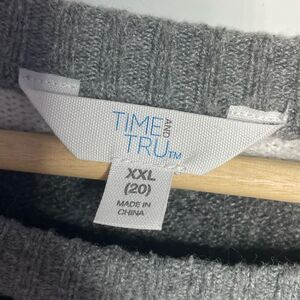 TIME AND
TRU™
XXL
(20)
MADE IN
CHINA